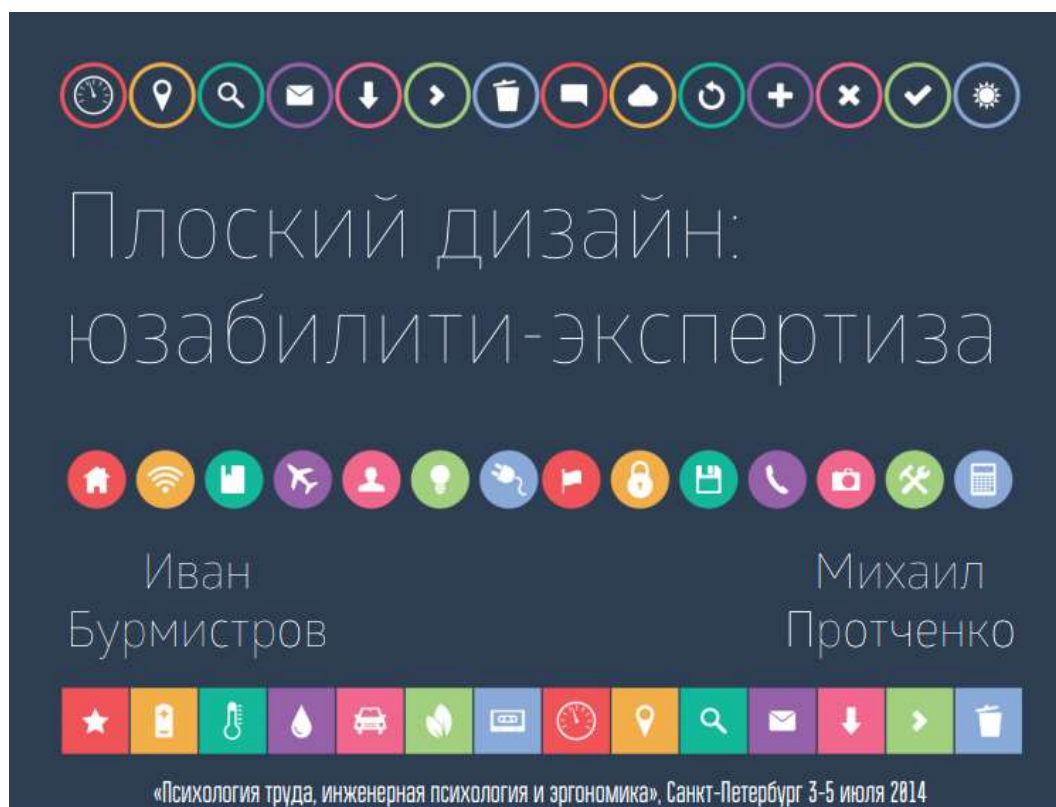 Плоский дизайн:
юзабилити-экспертиза
Иван
Бурмистров
Михаил
Протченко
«Психология труда, инженерная психология и эргономика», Санкт-Петербург 3-5 июля 2014